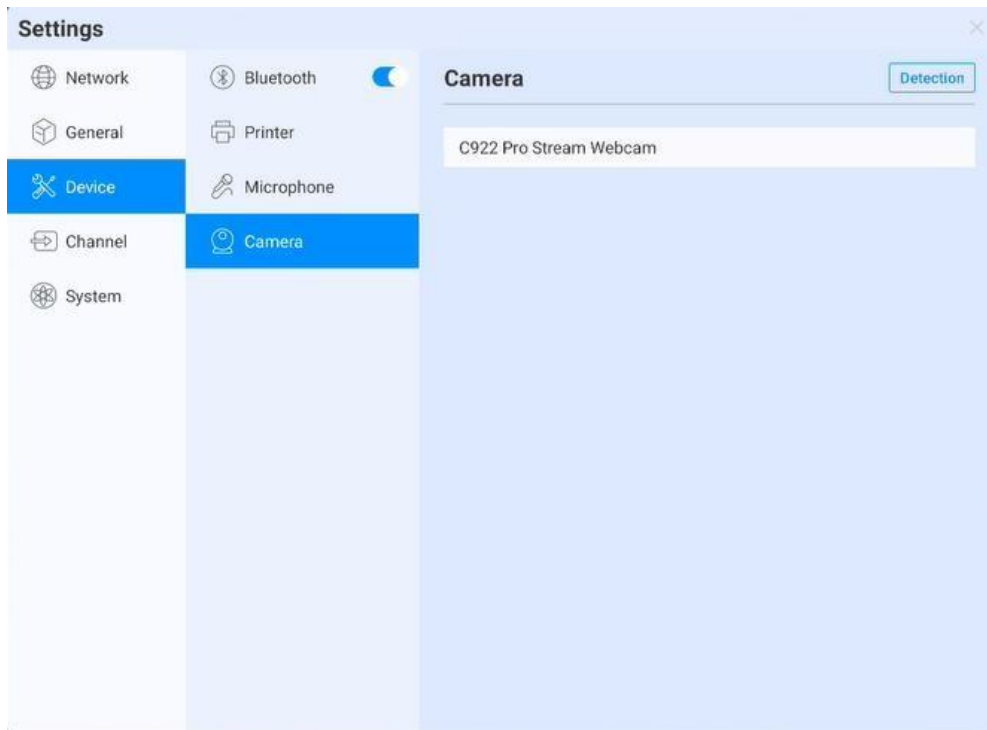 Settings
Network
General
Device
Channel
System
Bluetooth
Printer
Microphone
Camera
Camera
Detection
C922 Pro Stream Webcam